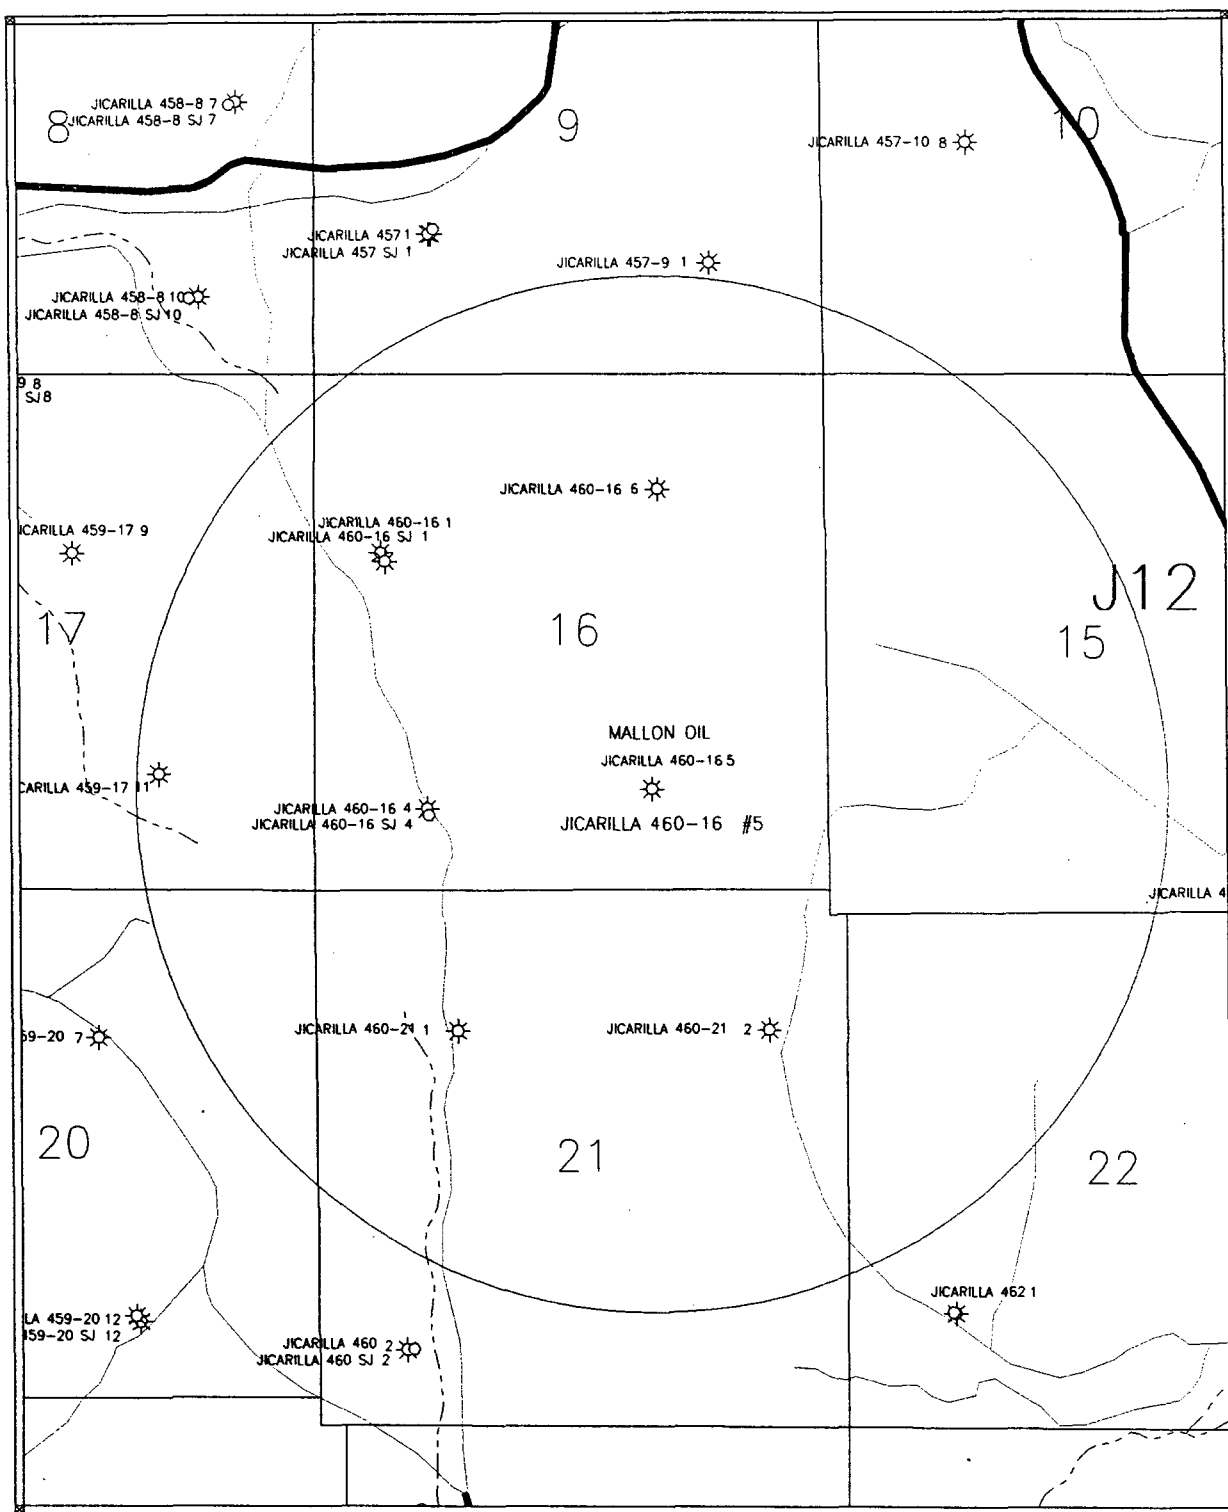 JICARILLA 458-8 7
JICARILLA 458-8 SJ 7
8
9
10
JICARILLA 457-10 8
JICARILLA 457 1
JICARILLA 457 SJ 1
JICARILLA 457-9 1
JICARILLA 458-8 10
JICARILLA 458-8 SJ 10
9 8
SJ 8
JICARILLA 460-16 6
JICARILLA 460-16 1
JICARILLA 460-16 SJ 1
ICARILLA 459-17 9
J12
17
16
15
MALLON OIL
JICARILLA 460-16 5
CARILLA 459-17 11
JICARILLA 460-16 4
JICARILLA 460-16 SJ 4
JICARILLA 460-16 #5
JICARILLA 4
59-20 7
JICARILLA 460-21 1
JICARILLA 460-21 2
20
21
22
JICARILLA 462 1
LA 459-20 12
459-20 SJ 12
JICARILLA 460 2
JICARILLA 460 SJ 2